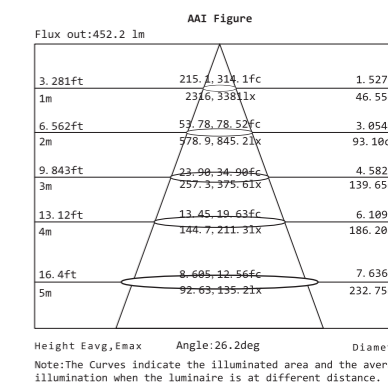 AAI Figure
Flux out:452.2 lm
3.281ft 215.1,314.1fc 1.527
1m 2316,3381lx 46.55
6.562ft 53.78,78.52fc 3.054
2m 578.9,845.2lx 93.10c
9.843ft 23.90,34.90fc 4.582
3m 257.3,375.6lx 139.65
13.12ft 13.45,19.63fc 6.109
4m 144.7,211.3lx 186.20
16.4ft 8.605,12.56fc 7.636
5m 92.63,135.2lx 232.75
Height Eavg,Emax Angle:26.2deg Diame
Note:The Curves indicate the illuminated area and the aver
illumination when the luminaire is at different distance.